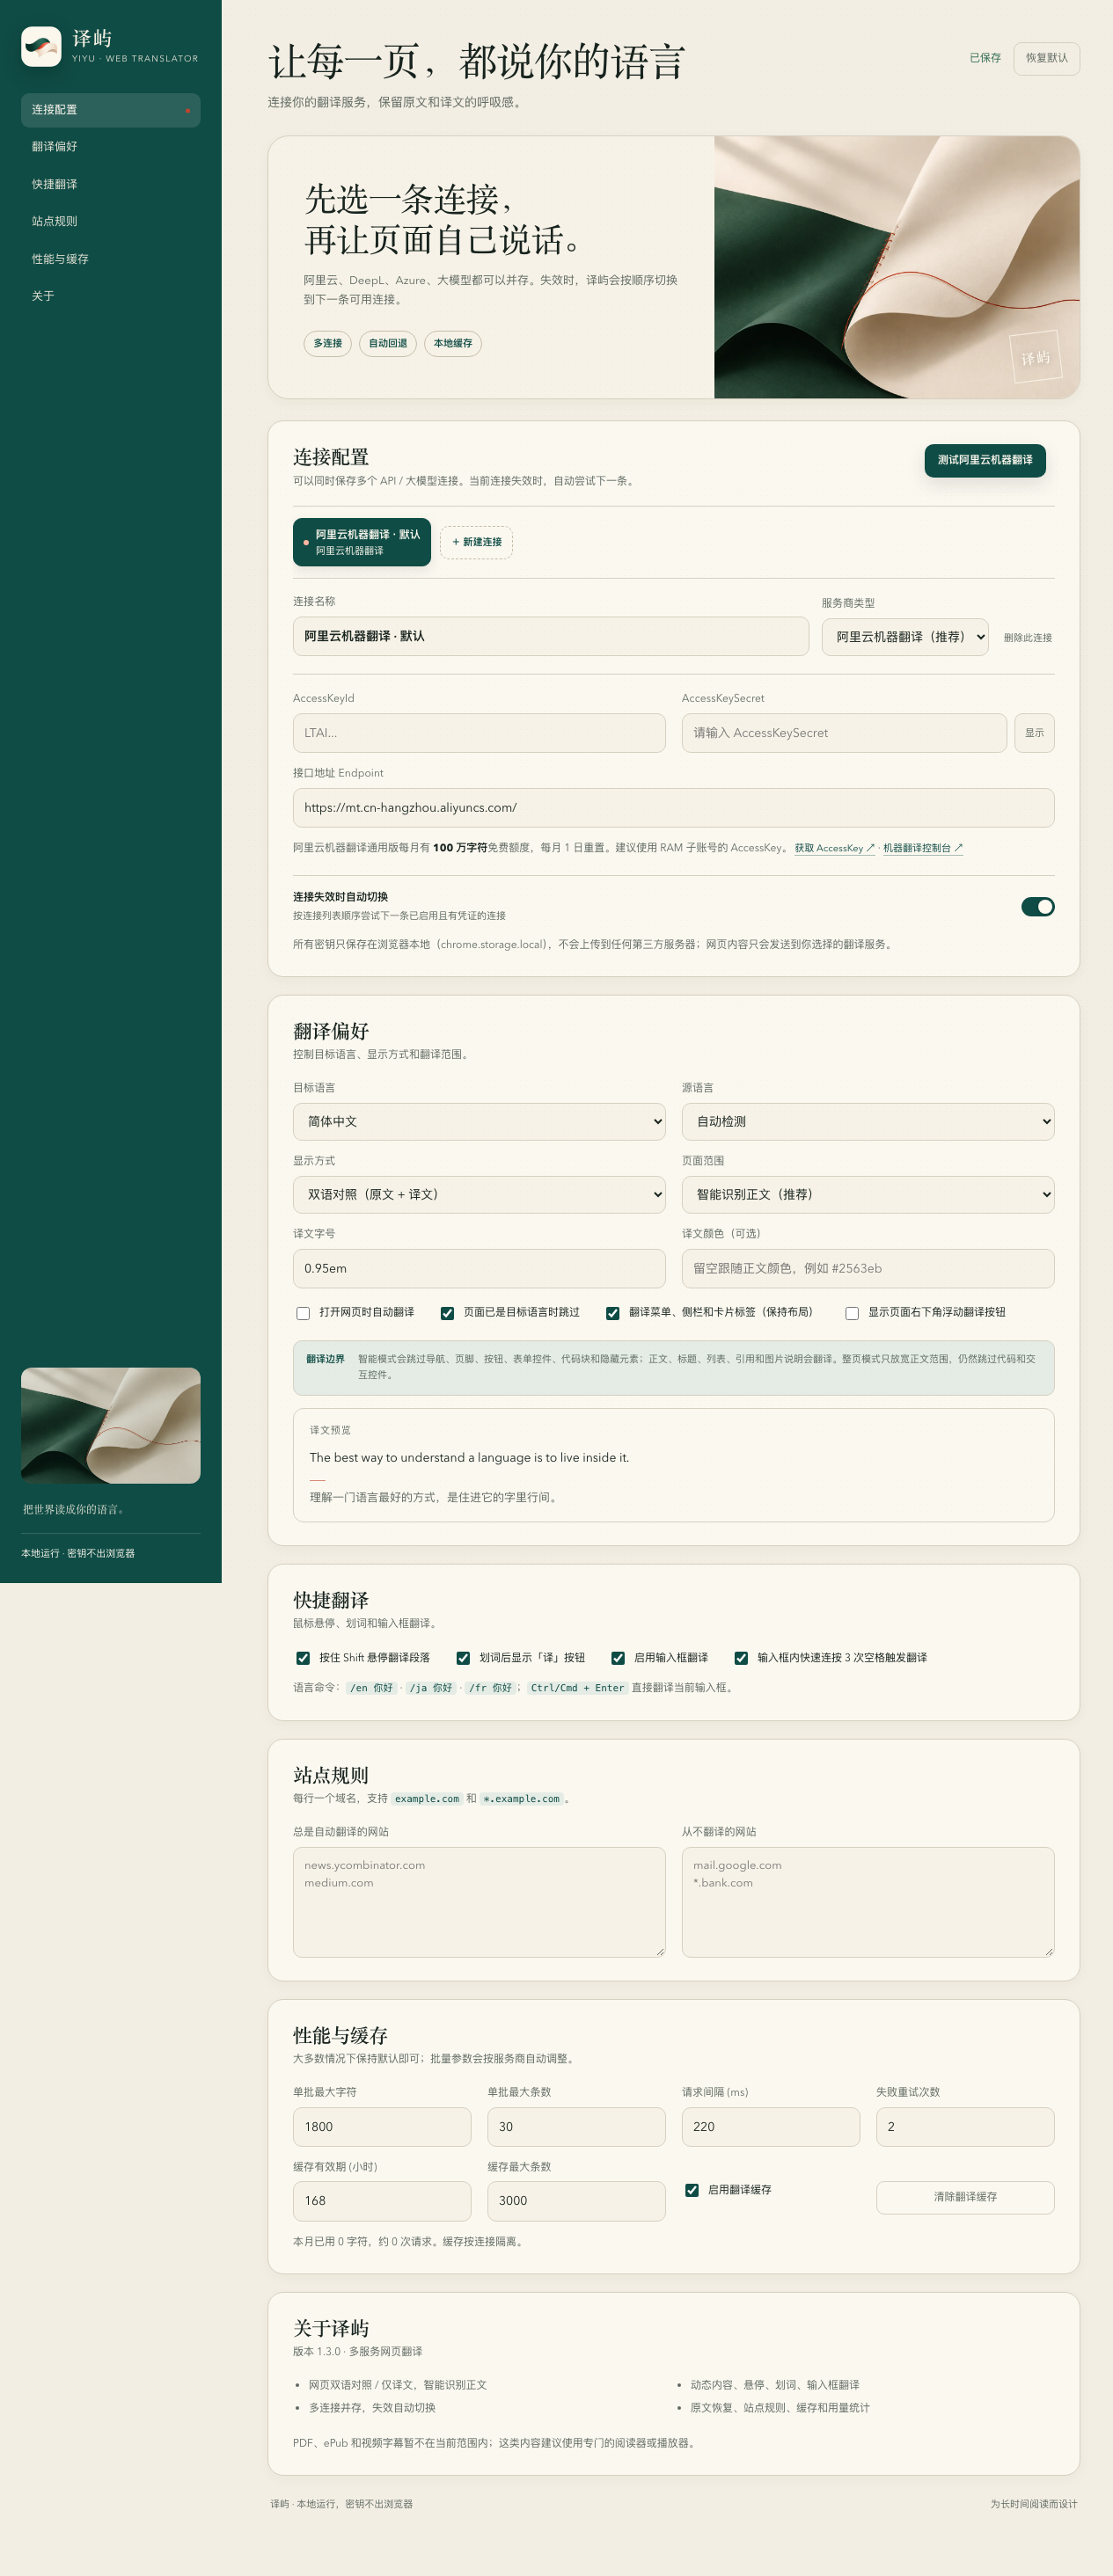 译屿
YIYU · WEB TRANSLATOR
连接配置
翻译偏好
快捷翻译
站点规则
性能与缓存
关于
把世界读成你的语言。
本地运行 · 密钥不出浏览器
让每一页，都说你的语言
连接你的翻译服务，保留原文和译文的呼吸感。
已保存
恢复默认
先选一条连接，
再让页面自己说话。
阿里云、DeepL、Azure、大模型都可以并存。失效时，译屿会按顺序切换
到下一条可用连接。
多连接 自动回退 本地缓存
译屿
连接配置
可以同时保存多个 API / 大模型连接。当前连接失效时，自动尝试下一条。
测试阿里云机器翻译
阿里云机器翻译 · 默认
阿里云机器翻译
+ 新建连接
连接名称
阿里云机器翻译 · 默认
服务商类型
阿里云机器翻译（推荐）
删除此连接
AccessKeyId
LTAI...
AccessKeySecret
请输入 AccessKeySecret
显示
接口地址 Endpoint
https://mt.cn-hangzhou.aliyuncs.com/
阿里云机器翻译通用版每月有 100 万字符免费额度，每月 1 日重置。建议使用 RAM 子账号的 AccessKey。 获取 AccessKey ↗ · 机器翻译控制台 ↗
连接失效时自动切换
按连接列表顺序尝试下一条已启用且有凭证的连接
所有密钥只保存在浏览器本地（chrome.storage.local），不会上传到任何第三方服务器；网页内容只会发送到你选择的翻译服务。
翻译偏好
控制目标语言、显示方式和翻译范围。
目标语言
简体中文
源语言
自动检测
显示方式
双语对照（原文 + 译文）
页面范围
智能识别正文（推荐）
译文字号
0.95em
译文颜色（可选）
留空跟随正文颜色，例如 #2563eb
打开网页时自动翻译 页面已是目标语言时跳过 翻译菜单、侧栏和卡片标签（保持布局） 显示页面右下角浮动翻译按钮
翻译边界 智能模式会跳过导航、页脚、按钮、表单控件、代码块和隐藏元素；正文、标题、列表、引用和图片说明会翻译。整页模式只放宽正文范围，仍然跳过代码和交
互控件。
译文预览
The best way to understand a language is to live inside it.
理解一门语言最好的方式，是住进它的字里行间。
快捷翻译
鼠标悬停、划词和输入框翻译。
按住 Shift 悬停翻译段落 划词后显示「译」按钮 启用输入框翻译 输入框内快速连按 3 次空格触发翻译
语言命令：/en 你好 · /ja 你好 · /fr 你好；Ctrl/Cmd + Enter 直接翻译当前输入框。
站点规则
每行一个域名，支持 example.com 和 *.example.com。
总是自动翻译的网站
news.ycombinator.com
medium.com
从不翻译的网站
mail.google.com
*.bank.com
性能与缓存
大多数情况下保持默认即可；批量参数会按服务商自动调整。
单批最大字符
1800
单批最大条数
30
请求间隔 (ms)
220
失败重试次数
2
缓存有效期 (小时)
168
缓存最大条数
3000
启用翻译缓存
清除翻译缓存
本月已用 0 字符，约 0 次请求。缓存按连接隔离。
关于译屿
版本 1.3.0 · 多服务网页翻译
网页双语对照 / 仅译文，智能识别正文
动态内容、悬停、划词、输入框翻译
多连接并存，失效自动切换
原文恢复、站点规则、缓存和用量统计
PDF、ePub 和视频字幕暂不在当前范围内；这类内容建议使用专门的阅读器或播放器。
译屿 · 本地运行，密钥不出浏览器
为长时间阅读而设计